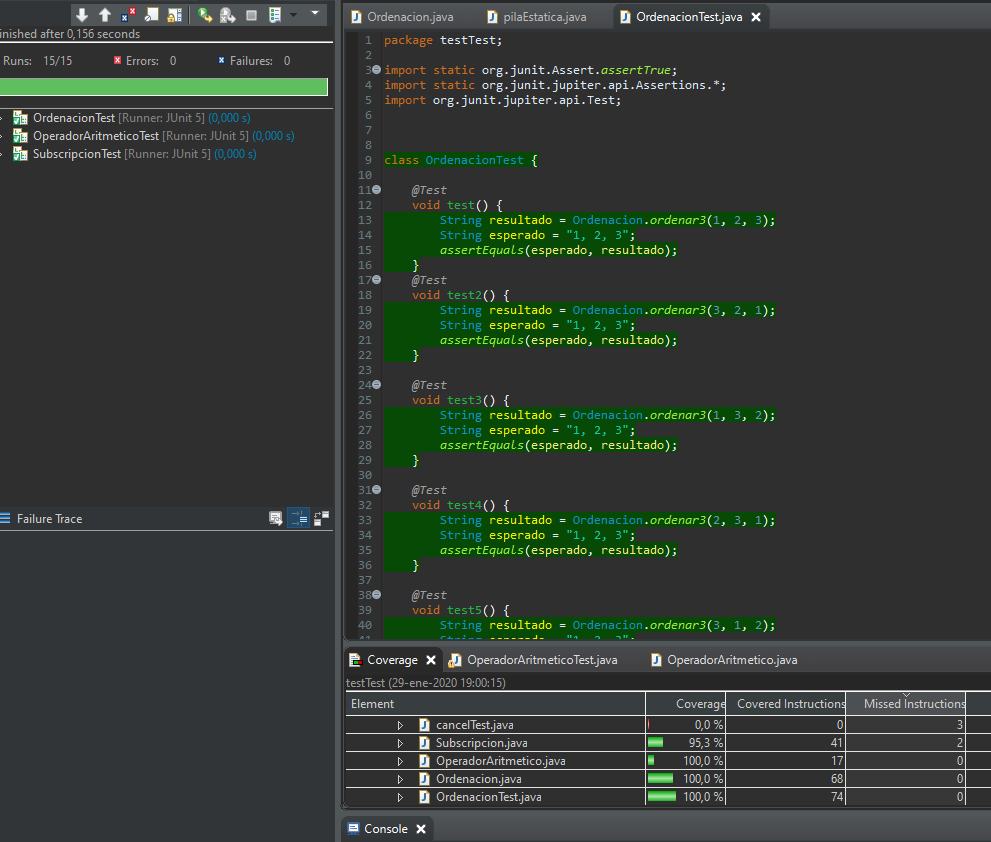 inished after 0,156 seconds
Runs: 15/15 Errors: 0 Failures: 0
OrdenacionTest [Runner: JUnit 5] (0,000 s)
OperadorAritmeticoTest [Runner: JUnit 5] (0,000 s)
SubscripcionTest [Runner: JUnit 5] (0,000 s)
Failure Trace
Ordenacion.java pilaEstatica.java OrdenacionTest.java
1 package testTest;
2
3 import static org.junit.Assert.assertTrue;
4 import static org.junit.jupiter.api.Assertions.*;
5 import org.junit.jupiter.api.Test;
6
7
8
9 class OrdenacionTest {
10
11 @Test
12 void test() {
13 String resultado = Ordenacion.ordenar3(1, 2, 3);
14 String esperado = "1, 2, 3";
15 assertEquals(esperado, resultado);
16 }
17 @Test
18 void test2() {
19 String resultado = Ordenacion.ordenar3(3, 2, 1);
20 String esperado = "1, 2, 3";
21 assertEquals(esperado, resultado);
22 }
23
24 @Test
25 void test3() {
26 String resultado = Ordenacion.ordenar3(1, 3, 2);
27 String esperado = "1, 2, 3";
28 assertEquals(esperado, resultado);
29 }
30
31 @Test
32 void test4() {
33 String resultado = Ordenacion.ordenar3(2, 3, 1);
34 String esperado = "1, 2, 3";
35 assertEquals(esperado, resultado);
36 }
37
38 @Test
39 void test5() {
40 String resultado = Ordenacion.ordenar3(3, 1, 2);
41 String esperado = "1, 2, 3";
Coverage OperadorAritmeticoTest.java OperadorAritmetico.java
testTest (29-ene-2020 19:00:15)
Element Coverage Covered Instructions Missed Instructions
cancelTest.java 0,0 % 0 3
Subscripcion.java 95,3 % 41 2
OperadorAritmetico.java 100,0 % 17 0
Ordenacion.java 100,0 % 68 0
OrdenacionTest.java 100,0 % 74 0
Console